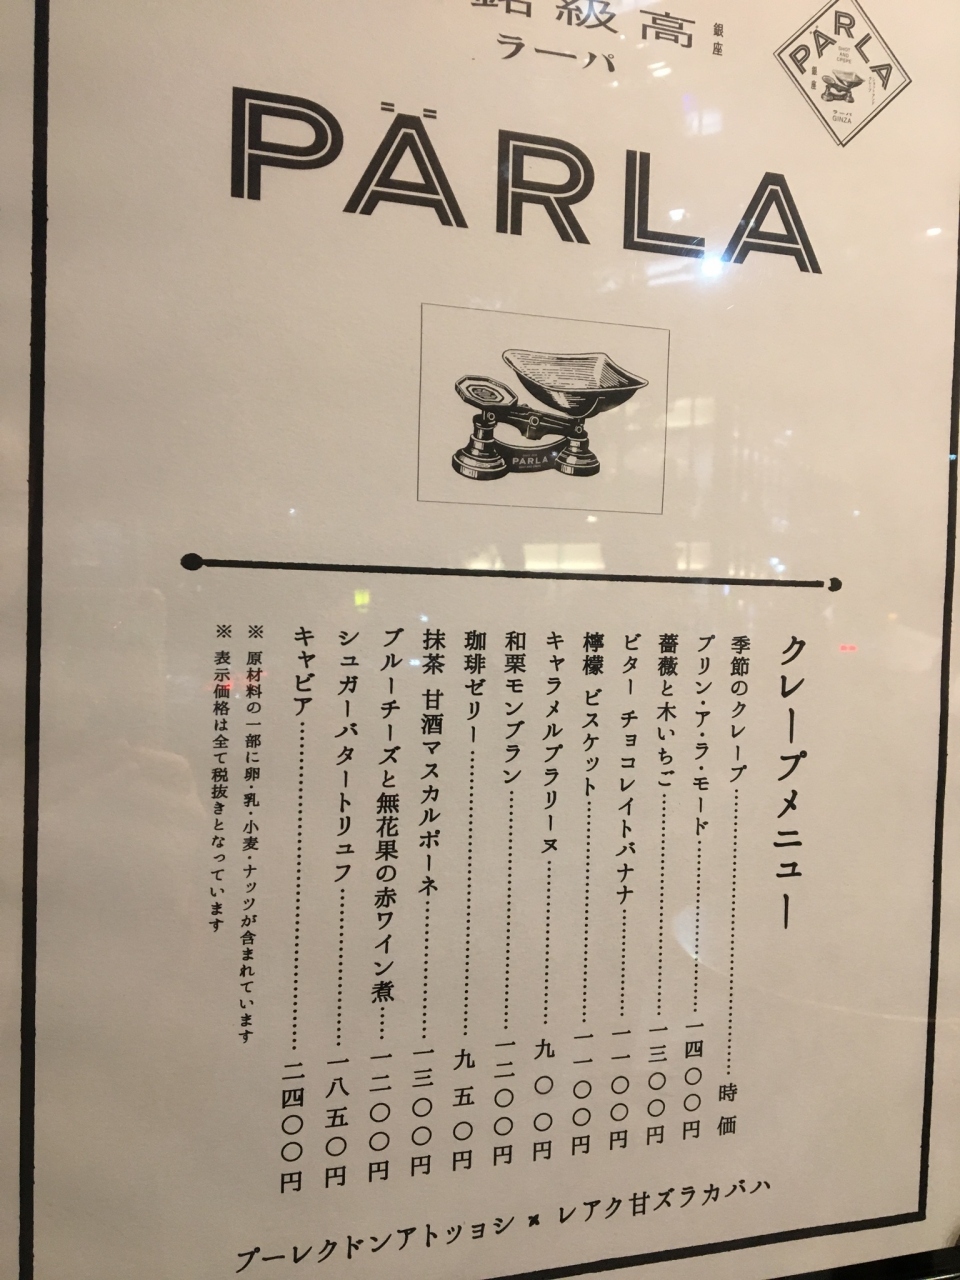 銀座
高級銘
パーラ
PÄRLA
PÄRLA
SHOT
AND
CREPE
銀座
パーラ
GINZA
PARLA
クレープメニュー
季節のクレープ…………時価
プリン・ア・ラ・モード…………一四〇〇円
薔薇と木いちご…………一三〇〇円
ビター チョコレイトバナナ…………一一〇〇円
檸檬 ビスケット…………一一〇〇円
キャラメルプラリーヌ…………九〇〇円
和栗モンブラン…………一二〇〇円
珈琲ゼリー…………九五〇円
抹茶 甘酒マスカルポーネ…………一三〇〇円
ブルーチーズと無花果の赤ワイン煮……一二〇〇円
シュガーバタートリュフ…………一八五〇円
キャビア…………二四〇〇円
※ 原材料の一部に卵・乳・小麦・ナッツが含まれています
※ 表示価格は全て税抜きとなっています
ハバカラズ甘クアレ × ショットアンドクレープ